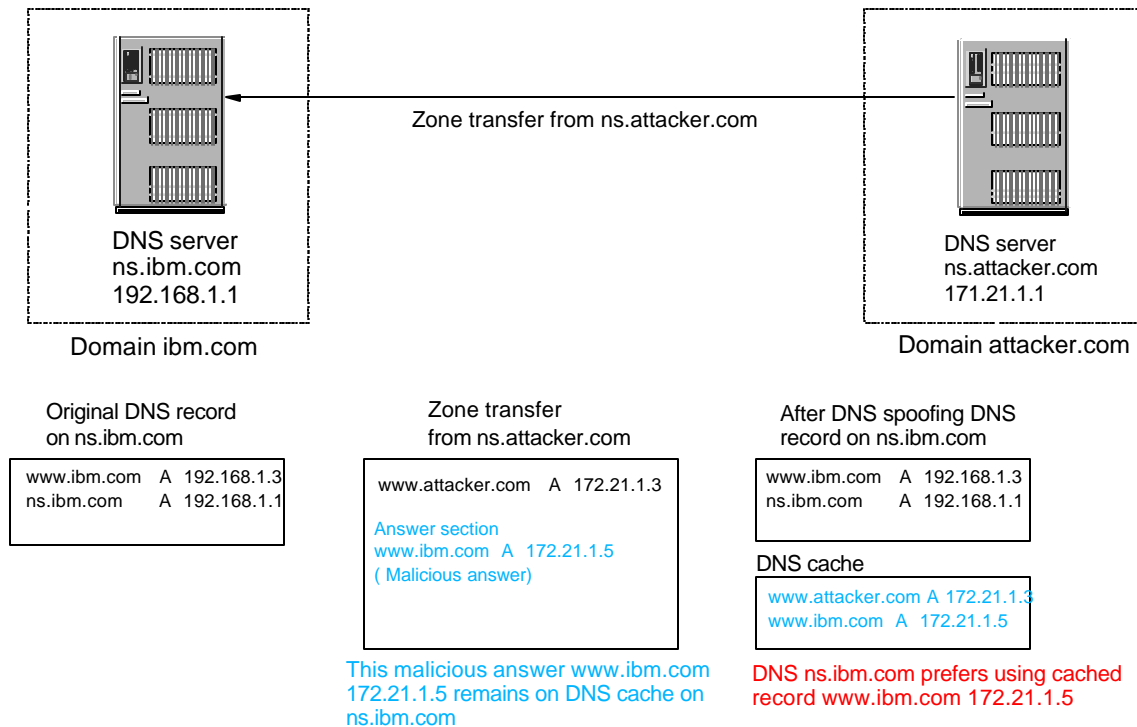 Zone transfer from ns.attacker.com
DNS server
ns.ibm.com
192.168.1.1
Domain ibm.com
DNS server
ns.attacker.com
171.21.1.1
Domain attacker.com
Original DNS record
on ns.ibm.com
www.ibm.com A 192.168.1.3
ns.ibm.com A 192.168.1.1
Zone transfer
from ns.attacker.com
www.attacker.com A 172.21.1.3
Answer section
www.ibm.com A 172.21.1.5
( Malicious answer)
This malicious answer www.ibm.com
172.21.1.5 remains on DNS cache on
ns.ibm.com
After DNS spoofing DNS
record on ns.ibm.com
www.ibm.com A 192.168.1.3
ns.ibm.com A 192.168.1.1
DNS cache
www.attacker.com A 172.21.1.3
www.ibm.com A 172.21.1.5
DNS ns.ibm.com prefers using cached
record www.ibm.com 172.21.1.5